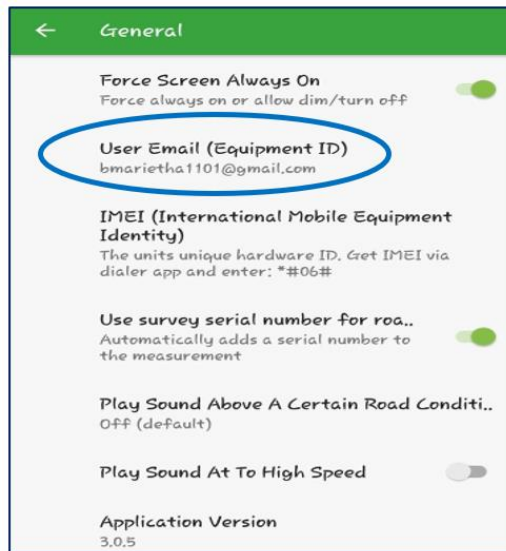 General
Force Screen Always On
Force always on or allow dim/turn off
User Email (Equipment ID)
bmarietha1101@gmail.com
IMEI (International Mobile Equipment
Identity)
The units unique hardware ID. Get IMEI via
dialer app and enter: *#06#
Use survey serial number for roa..
Automatically adds a serial number to
the measurement
Play Sound Above A Certain Road Conditi..
Off (default)
Play Sound At To High Speed
Application Version
3.0.5